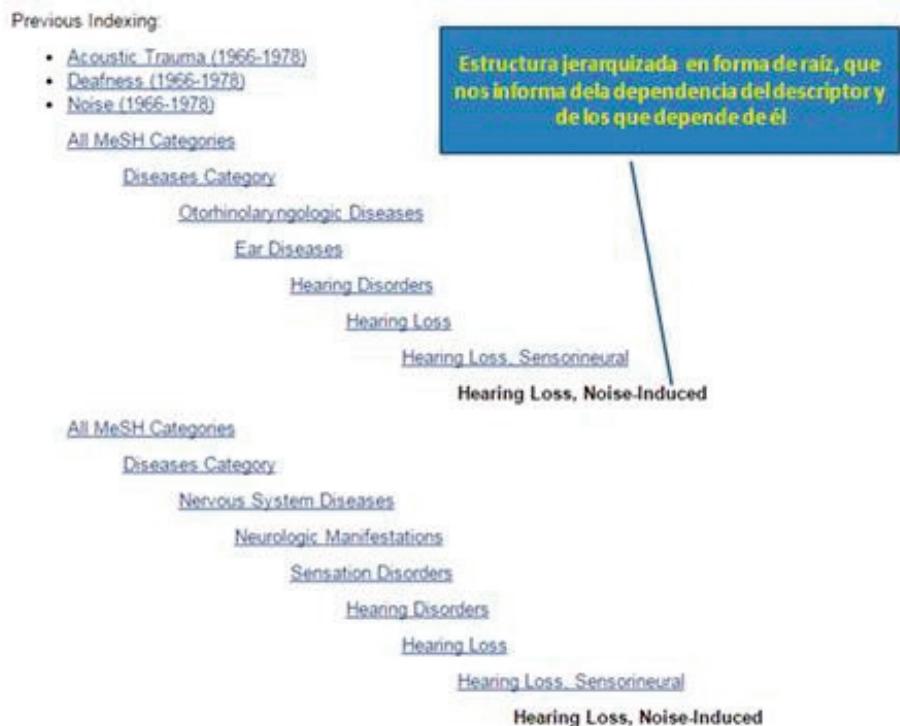 Previous Indexing:
• Acoustic Trauma (1966-1978)
• Deafness (1966-1978)
• Noise (1966-1978)
Estructura jerarquizada en forma de raíz, que
nos informa dela dependencia del descriptor y
de los que depende de él
All MeSH Categories
Diseases Category
Otorhinolaryngologic Diseases
Ear Diseases
Hearing Disorders
Hearing Loss
Hearing Loss, Sensorineural
Hearing Loss, Noise-Induced
All MeSH Categories
Diseases Category
Nervous System Diseases
Neurologic Manifestations
Sensation Disorders
Hearing Disorders
Hearing Loss
Hearing Loss, Sensorineural
Hearing Loss, Noise-Induced